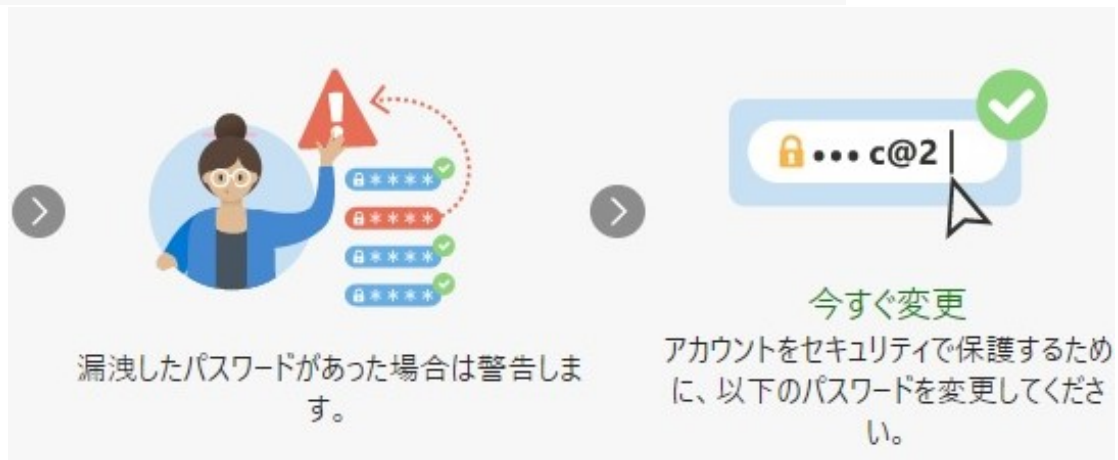 ****
****
****
****
漏洩したパスワードがあった場合は警告しま
す。
••• c@2
今すぐ変更
アカウントをセキュリティで保護するため
に、以下のパスワードを変更してくださ
い。